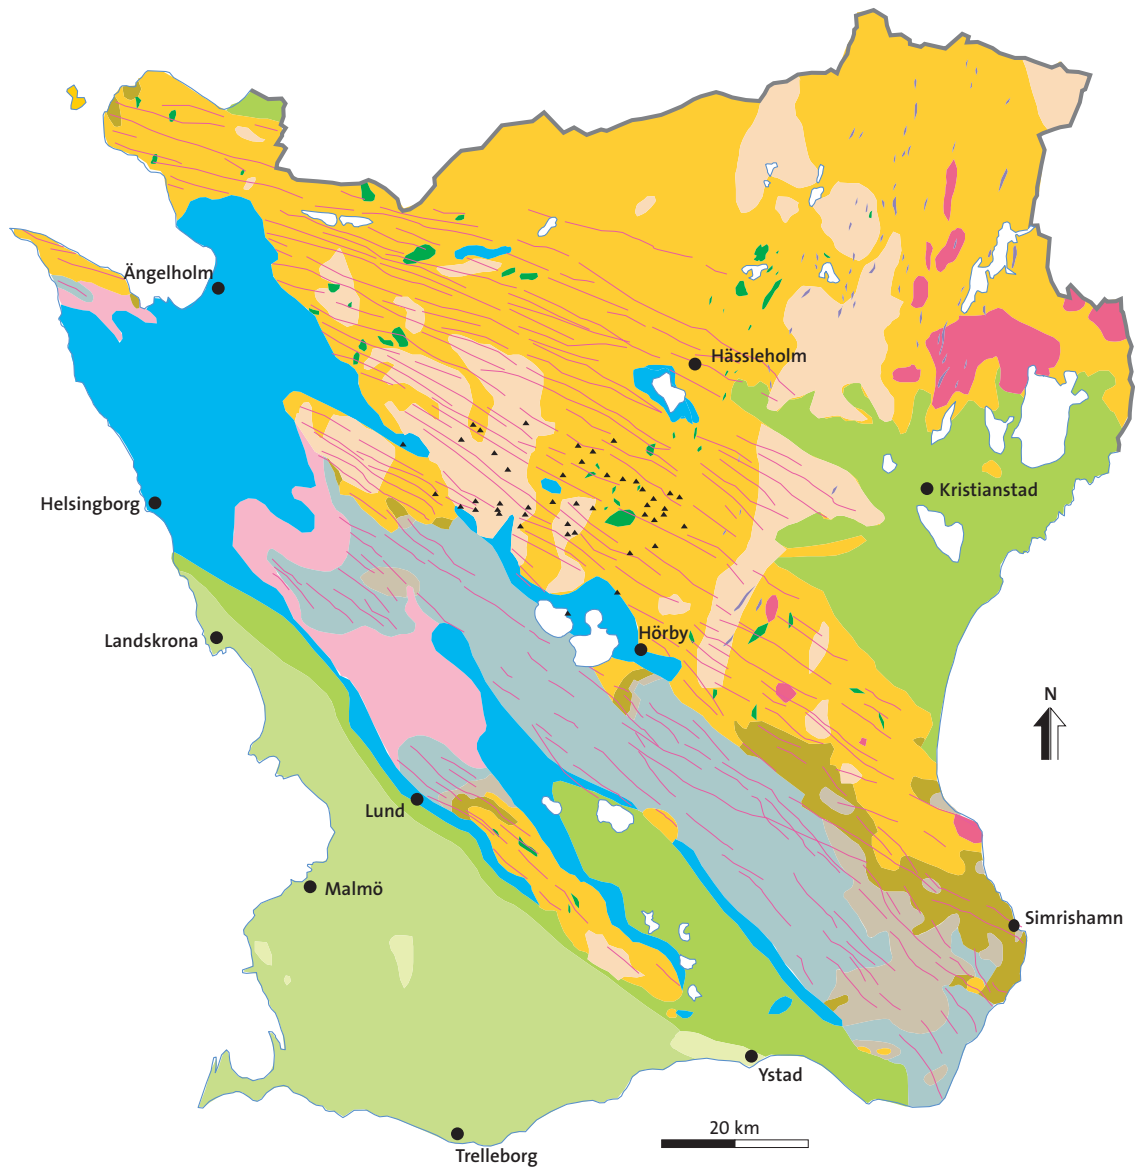 Ängelholm
Hässleholm
Helsingborg
Kristianstad
Landskrona
Hörby
N
Lund
Malmö
Simrishamn
Ystad
20 km
Trelleborg